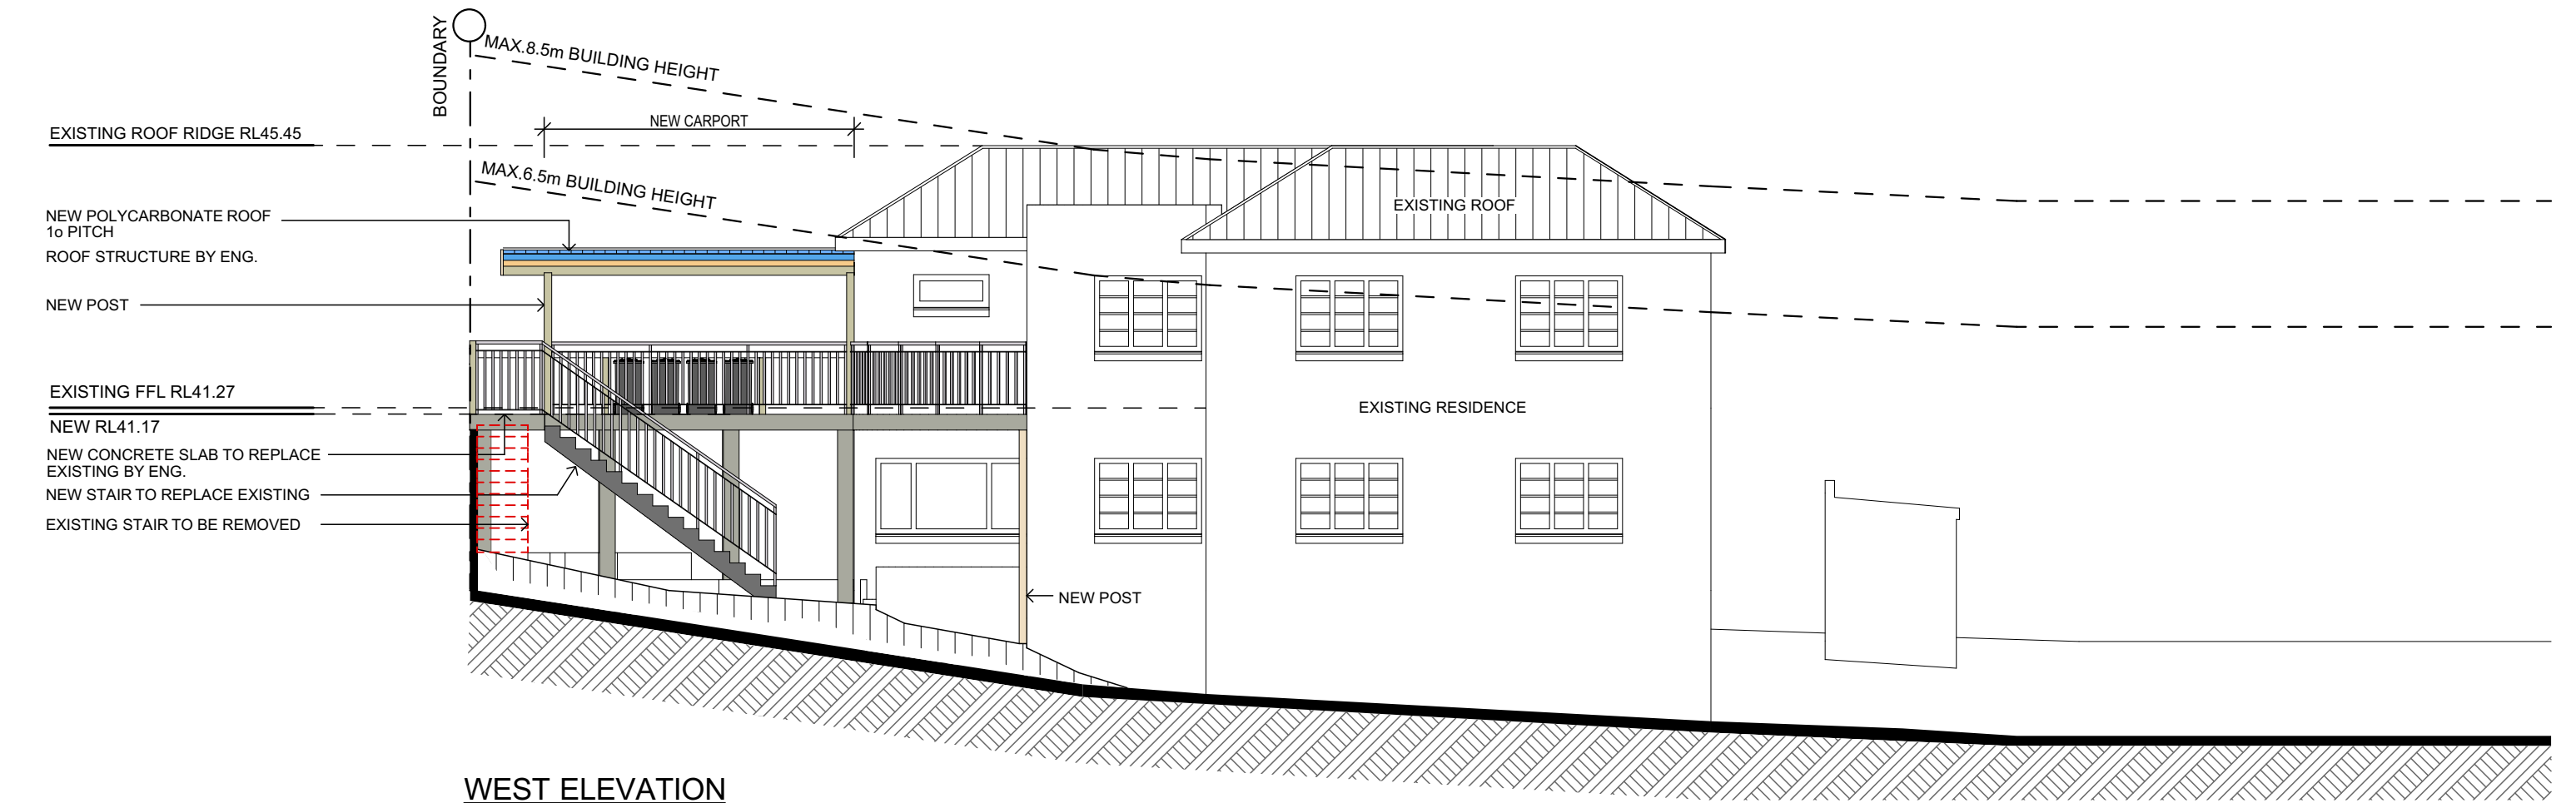 BOUNDARY
MAX.8.5m BUILDING HEIGHT
NEW CARPORT
EXISTING ROOF RIDGE RL45.45
MAX.6.5m BUILDING HEIGHT
NEW POLYCARBONATE ROOF
1o PITCH
ROOF STRUCTURE BY ENG.
EXISTING ROOF
NEW POST
EXISTING FFL RL41.27
NEW RL41.17
EXISTING RESIDENCE
NEW CONCRETE SLAB TO REPLACE
EXISTING BY ENG.
NEW STAIR TO REPLACE EXISTING
EXISTING STAIR TO BE REMOVED
NEW POST
WEST ELEVATION